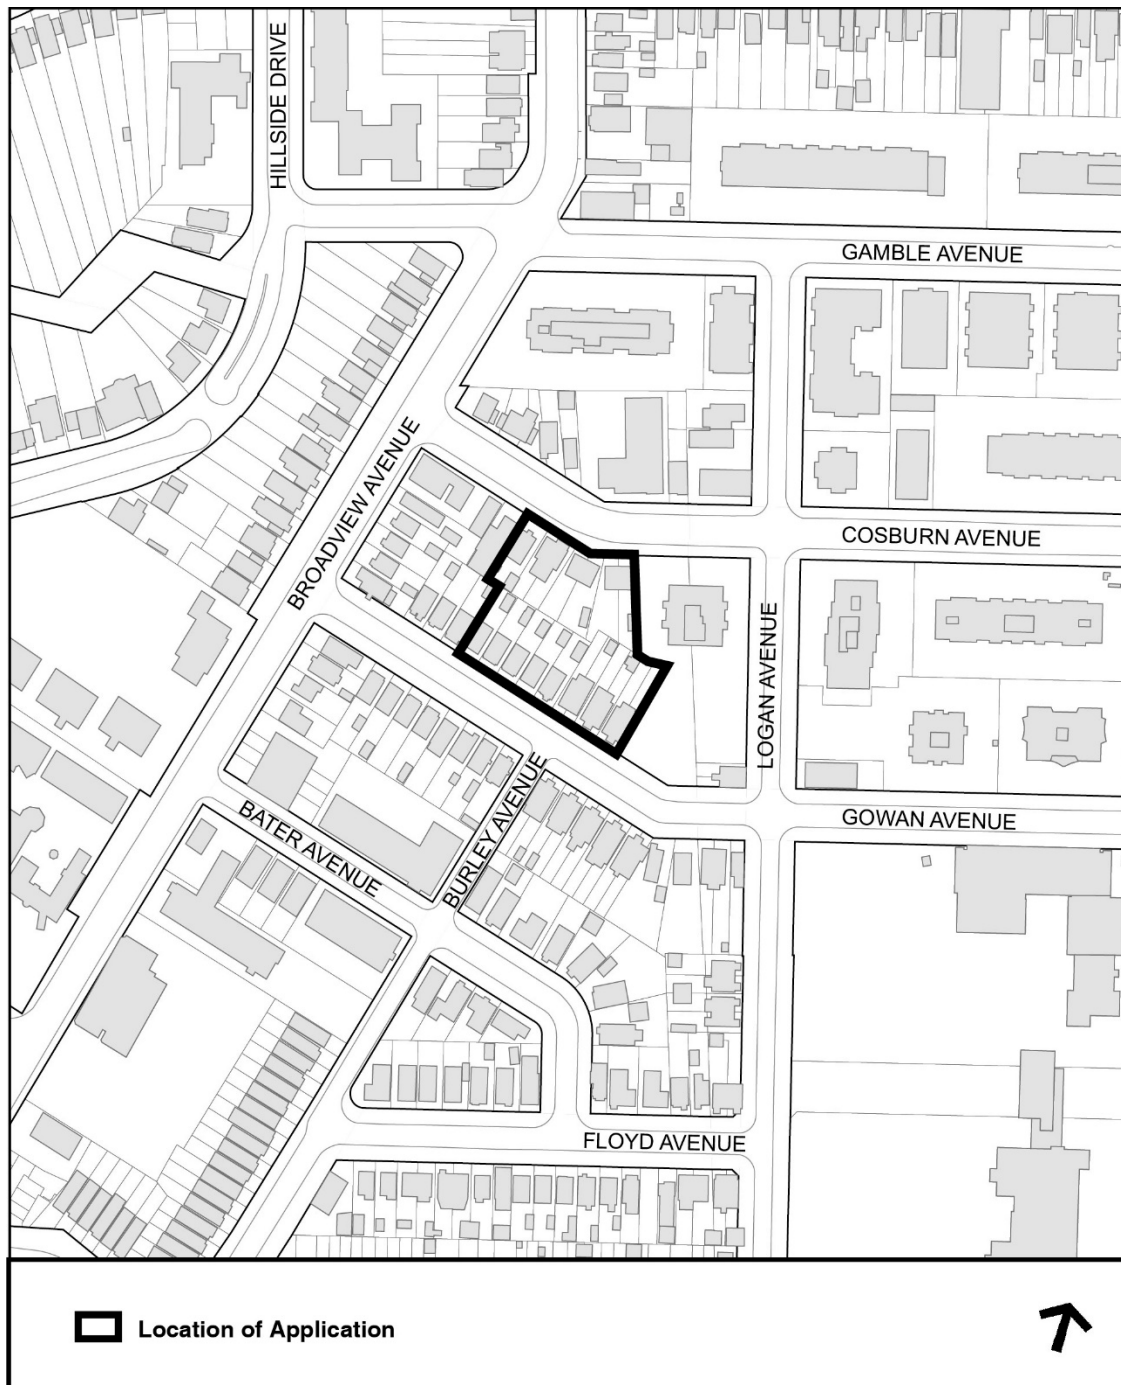 HILLSIDE DRIVE
GAMBLE AVENUE
BROADVIEW AVENUE
COSBURN AVENUE
LOGAN AVENUE
BURLEY AVENUE
BATER AVENUE
GOWAN AVENUE
FLOYD AVENUE
Location of Application